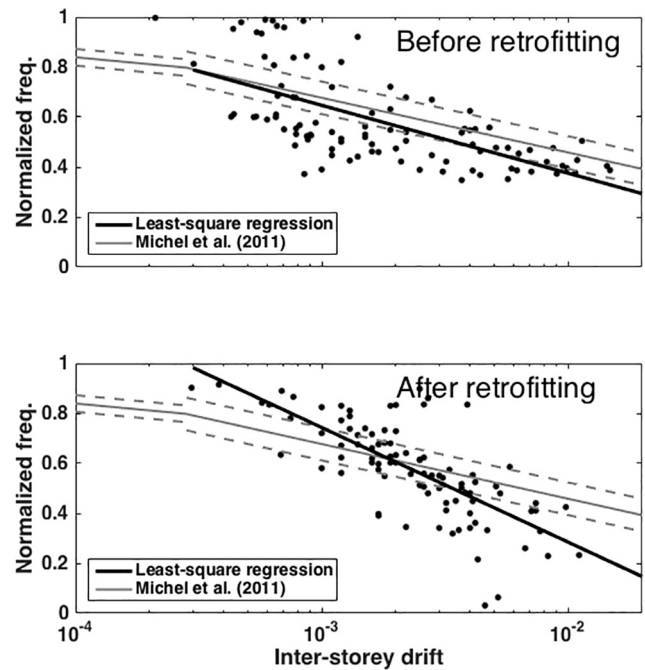 Before retrofitting
Normalized freq.
1
0.8
0.6
0.4
0.2
0
Least-square regression
Michel et al. (2011)
After retrofitting
Normalized freq.
1
0.8
0.6
0.4
0.2
0
Least-square regression
Michel et al. (2011)
10⁻⁴ 10⁻³ 10⁻²
Inter-storey drift